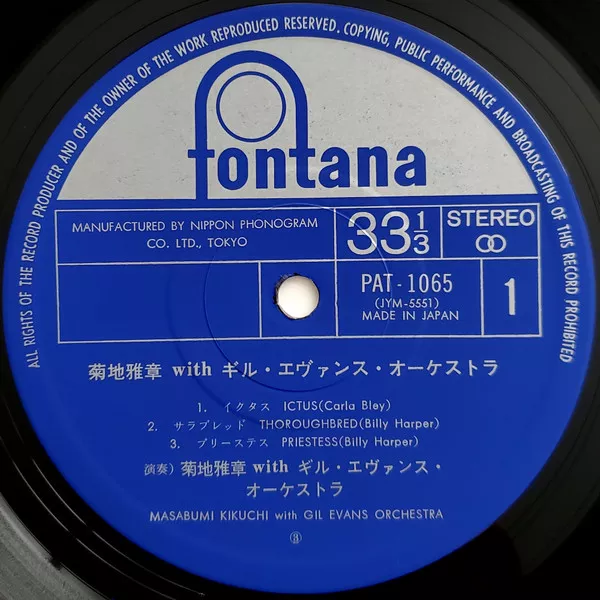 ALL RIGHTS OF THE RECORD PRODUCER AND OF THE OWNER OF THE WORK REPRODUCED RESERVED. COPYING, PUBLIC PERFORMANCE AND BROADCASTING OF THIS RECORD PROHIBITED
fontana
MANUFACTURED BY NIPPON PHONOGRAM
CO. LTD., TOKYO
33 1/3
STEREO
PAT-1065
(JYM-5551)
MADE IN JAPAN
1
菊地雅章 with ギル・エヴァンス・オーケストラ
1. イクタス ICTUS(Carla Bley)
2. サラブレッド THOROUGHBRED(Billy Harper)
3. プリーステス PRIESTESS(Billy Harper)
演奏）菊地雅章 with ギル・エヴァンス・
オーケストラ
MASABUMI KIKUCHI with GIL EVANS ORCHESTRA